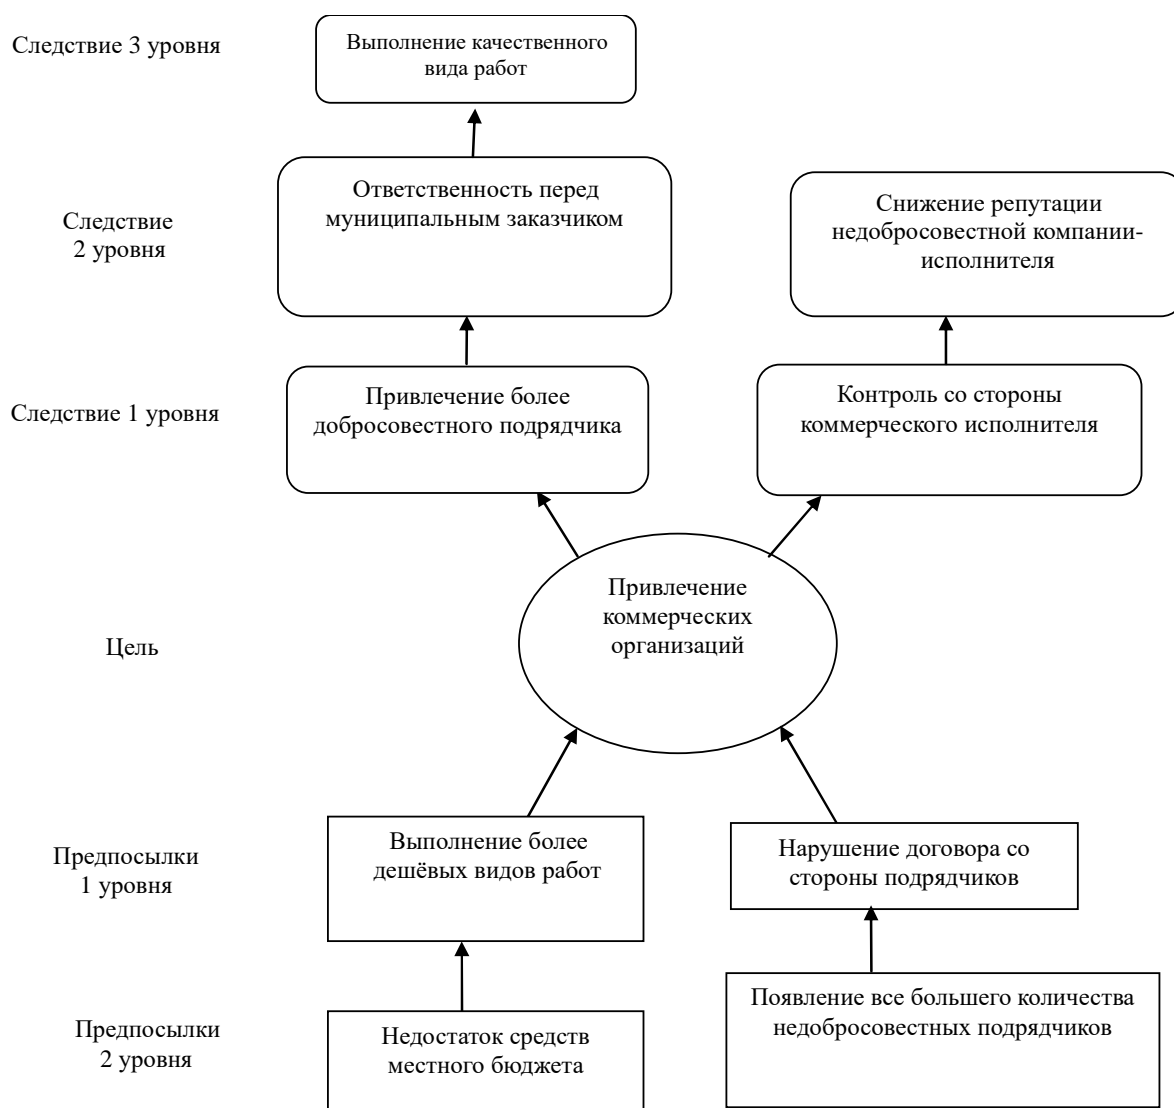 Следствие 3 уровня
Выполнение качественного
вида работ
Следствие
2 уровня
Ответственность перед
муниципальным заказчиком
Снижение репутации
недобросовестной компании-
исполнителя
Следствие 1 уровня
Привлечение более
добросовестного подрядчика
Контроль со стороны
коммерческого исполнителя
Цель
Привлечение
коммерческих
организаций
Предпосылки
1 уровня
Выполнение более
дешёвых видов работ
Нарушение договора со
стороны подрядчиков
Предпосылки
2 уровня
Недостаток средств
местного бюджета
Появление все большего количества
недобросовестных подрядчиков